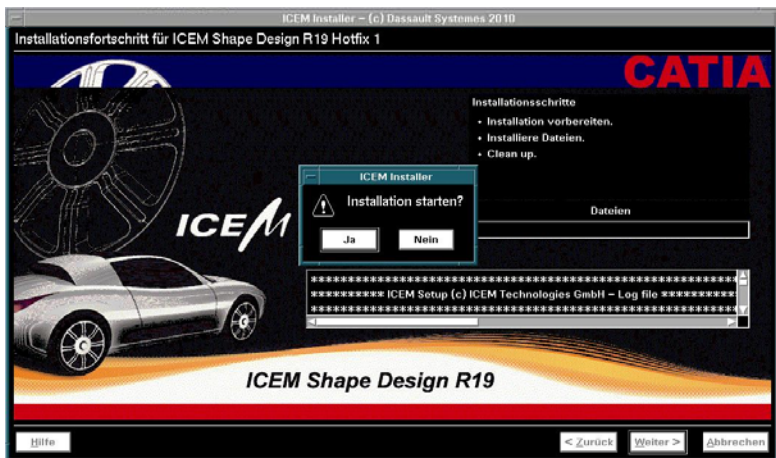 ICEM Installer – (c) Dassault Systemes 2010
Installationsfortschritt für ICEM Shape Design R19 Hotfix 1
CATIA
Installationsschritte
• Installation vorbereiten.
• Installiere Dateien.
• Clean up.
ICEM
ICEM Installer
Installation starten?
Ja
Nein
Dateien
********** ICEM Setup (c) ICEM Technologies GmbH – Log file **********
ICEM Shape Design R19
Hilfe
< Zurück
Weiter >
Abbrechen